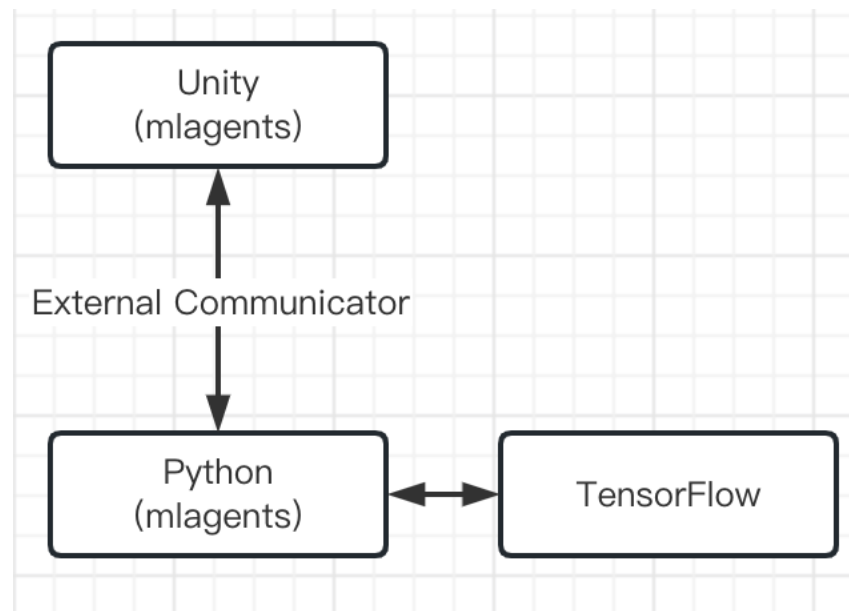 Unity
(mlagents)
External Communicator
Python
(mlagents)
TensorFlow